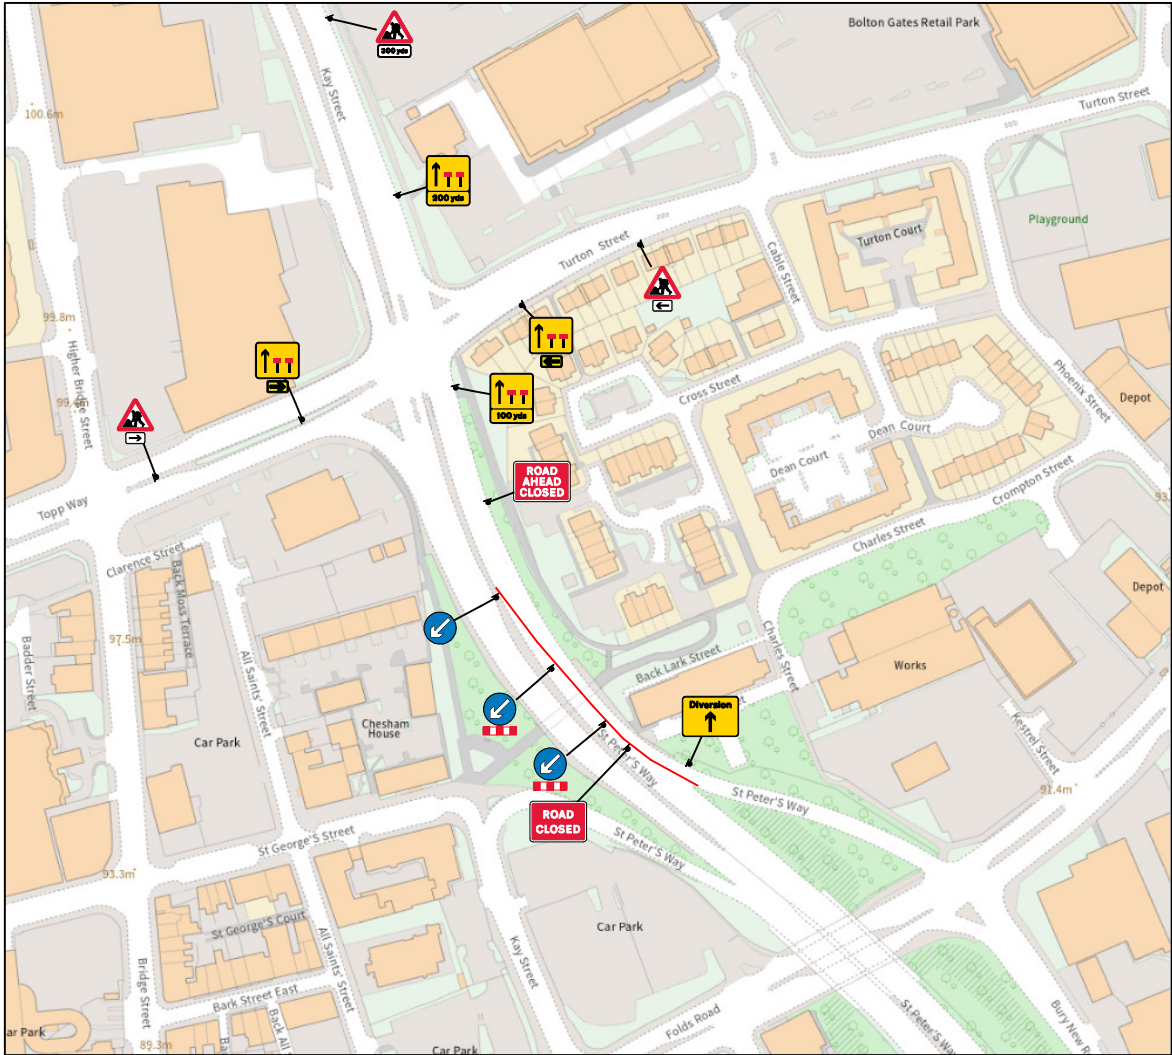 Bolton Gates Retail Park
300 yds
Kay Street
Turton Street
100.6m
200 yds
Playground
Turton Court
Turton Street
Cable Street
99.8m
Higher Bridge Street
Phoenix Street
Depot
Cross Street
100 yds
Dean Court
Dean Court
ROAD
AHEAD
CLOSED
Crompton Street
Topp Way
Charles Street
Clarence Street
Back Moss Terrace
Depot
97.5m
Badder Street
All Saints' Street
Charles Street
Back Lark Street
Works
Diversion
Chesham
House
Car Park
Kestrel Street
St Peter'S Way
91.4m
St Peter'S Way
ROAD
CLOSED
St George'S Street
St Peter'S Way
93.3m
St George'S Court
All Saints' Street
Car Park
Kay Street
Bridge Street
Bark Street East
Folds Road
St Peter'S Way
Bury New R
ar Park
89.3m
Back All
Car Park